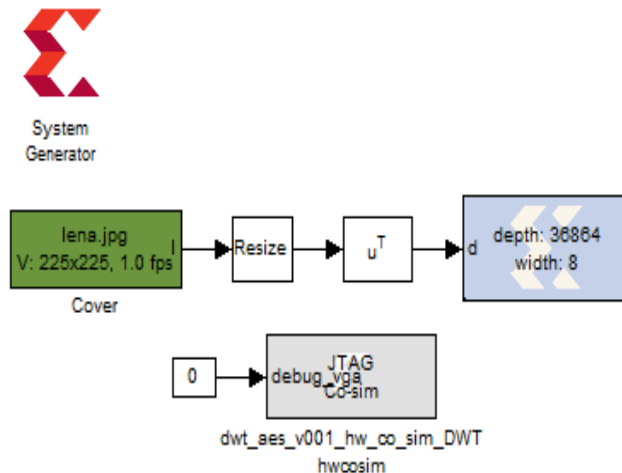 System
Generator
lena.jpg
V: 225x225, 1.0 fps
I
Resize
u^T
d
depth: 36864
width: 8
Cover
0
debug_vga
JTAG
Co-sim
dwt_aes_v001_hw_co_sim_DWT
hwcosim